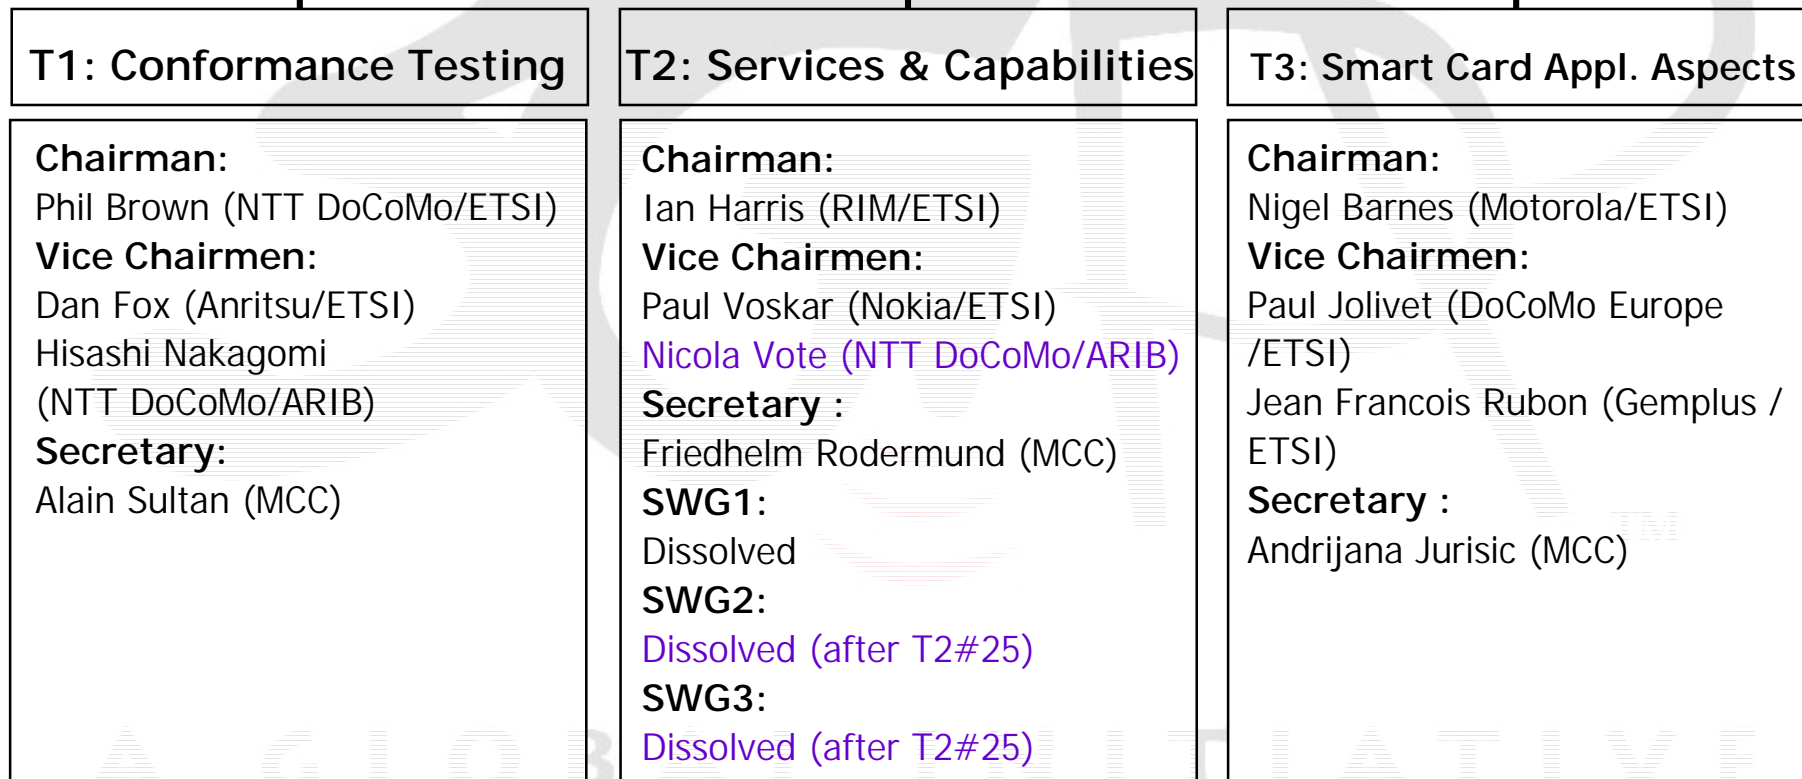 T1: Conformance Testing
Chairman:
Phil Brown (NTT DoCoMo/ETSI)
Vice Chairmen:
Dan Fox (Anritsu/ETSI)
Hisashi Nakagomi
(NTT DoCoMo/ARIB)
Secretary:
Alain Sultan (MCC)
T2: Services & Capabilities
Chairman:
Ian Harris (RIM/ETSI)
Vice Chairmen:
Paul Voskar (Nokia/ETSI)
Nicola Vote (NTT DoCoMo/ARIB)
Secretary :
Friedhelm Rodermund (MCC)
SWG1:
Dissolved
SWG2:
Dissolved (after T2#25)
SWG3:
Dissolved (after T2#25)
T3: Smart Card Appl. Aspects
Chairman:
Nigel Barnes (Motorola/ETSI)
Vice Chairmen:
Paul Jolivet (DoCoMo Europe
/ETSI)
Jean Francois Rubon (Gemplus /
ETSI)
Secretary :
Andrijana Jurisic (MCC)
TM
A GLOBAL INITIATIVE